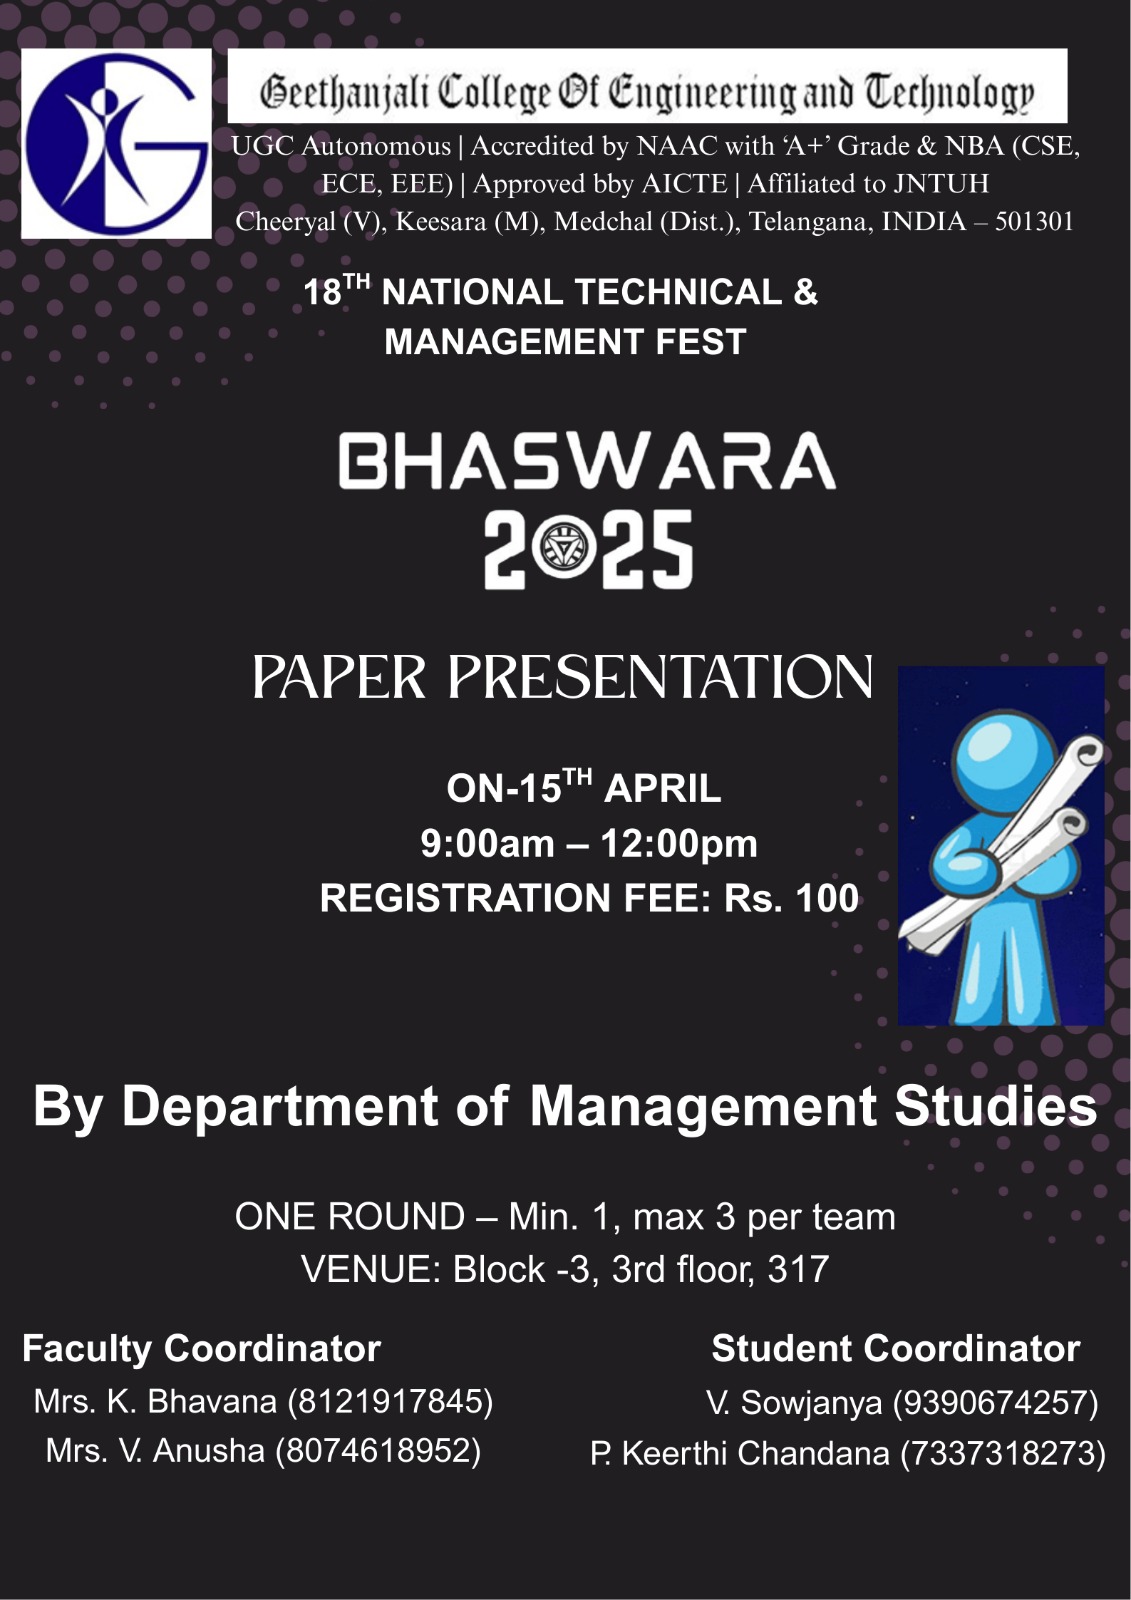 Geethanjali College Of Engineering and Technology
UGC Autonomous | Accredited by NAAC with ‘A+’ Grade & NBA (CSE,
ECE, EEE) | Approved bby AICTE | Affiliated to JNTUH
Cheeryal (V), Keesara (M), Medchal (Dist.), Telangana, INDIA – 501301
18TH NATIONAL TECHNICAL &
MANAGEMENT FEST
BHASWARA
2025
PAPER PRESENTATION
ON-15TH APRIL
9:00am – 12:00pm
REGISTRATION FEE: Rs. 100
By Department of Management Studies
ONE ROUND – Min. 1, max 3 per team
VENUE: Block -3, 3rd floor, 317
Faculty Coordinator
Mrs. K. Bhavana (8121917845)
Mrs. V. Anusha (8074618952)
Student Coordinator
V. Sowjanya (9390674257)
P. Keerthi Chandana (7337318273)